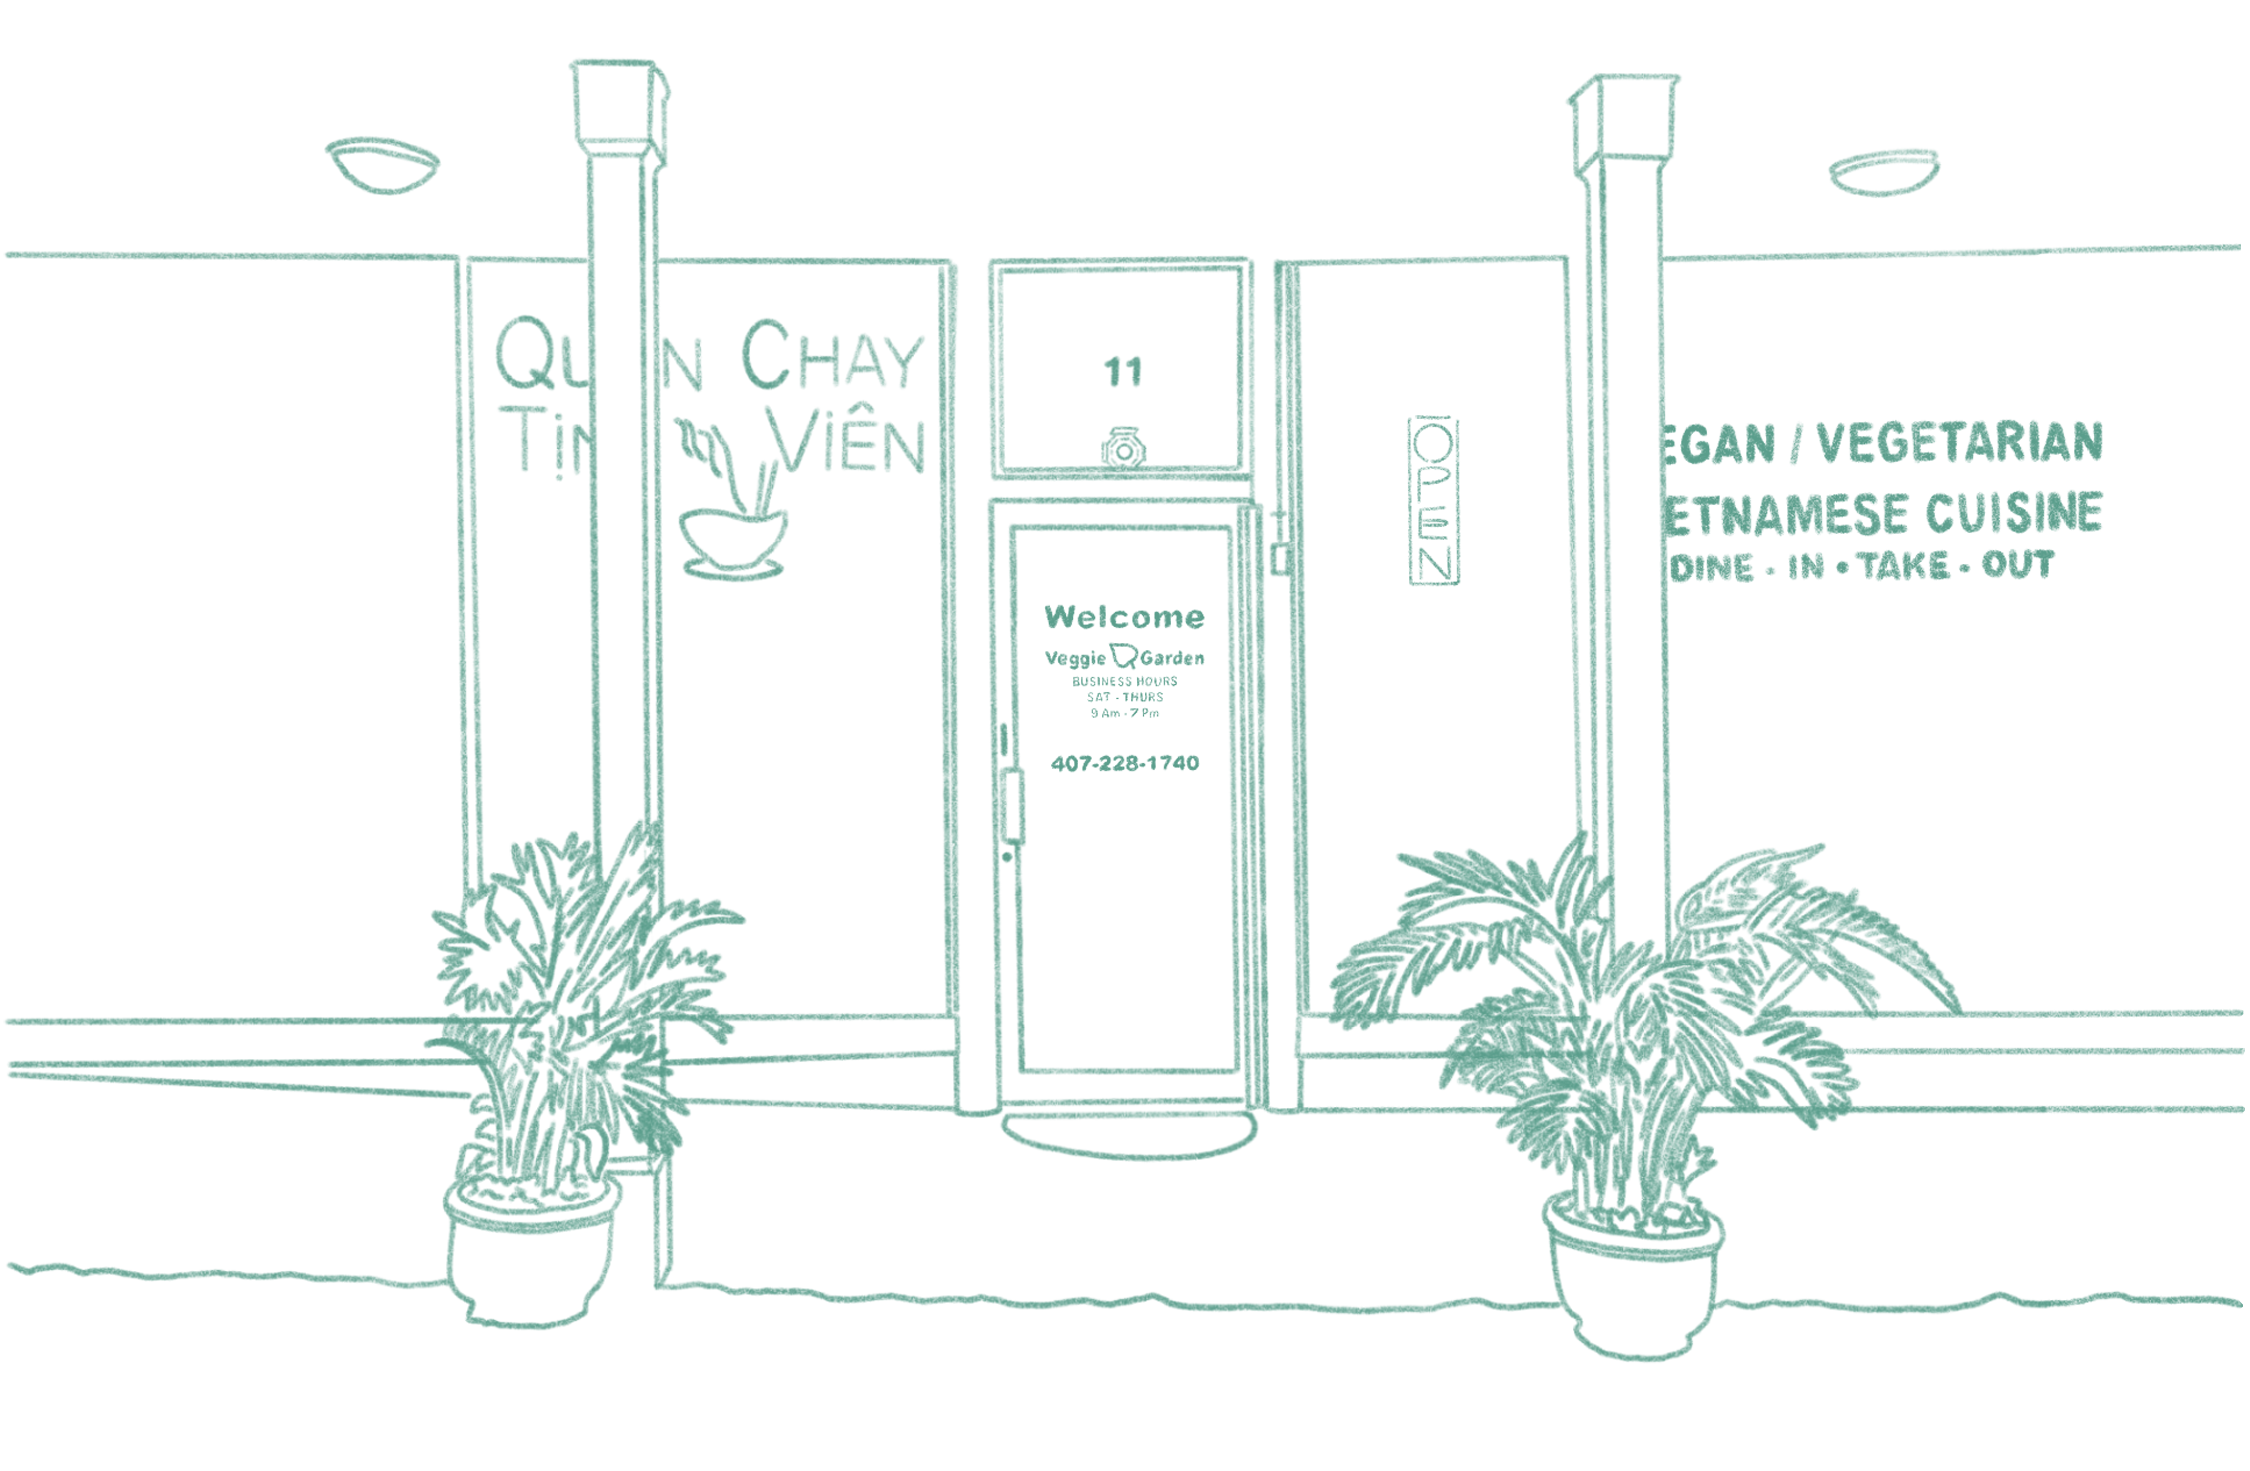 QU N CHAY
TỊN VIÊN
11
OPEN
EGAN / VEGETARIAN
ETNAMESE CUISINE
DINE · IN • TAKE · OUT
Welcome
Veggie Garden
BUSINESS HOURS
SAT - THURS
9 Am - 7 Pm
407-228-1740